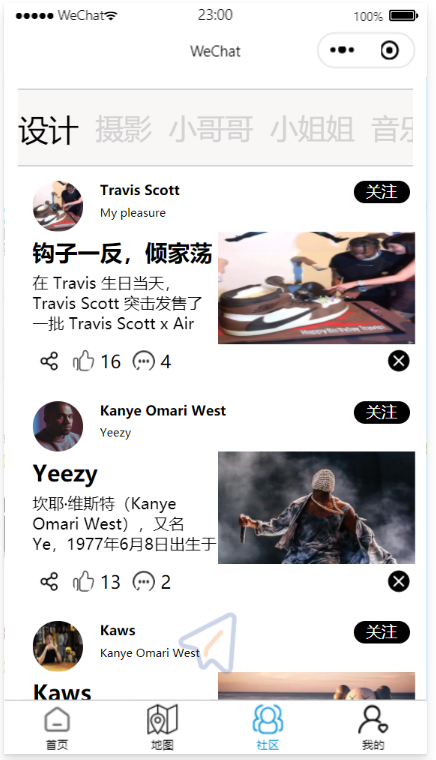 WeChat 23:00 100%
WeChat
设计 摄影 小哥哥 小姐姐 音乐
Travis Scott
关注
My pleasure
钩子一反，倾家荡
在 Travis 生日当天，
Travis Scott 突击发售了
一批 Travis Scott x Air
16 4
Kanye Omari West
关注
Yeezy
Yeezy
坎耶·维斯特（Kanye
Omari West），又名
Ye，1977年6月8日出生于
13 2
Kaws
关注
Kanye Omari West
Kaws
首页 地图 社区 我的